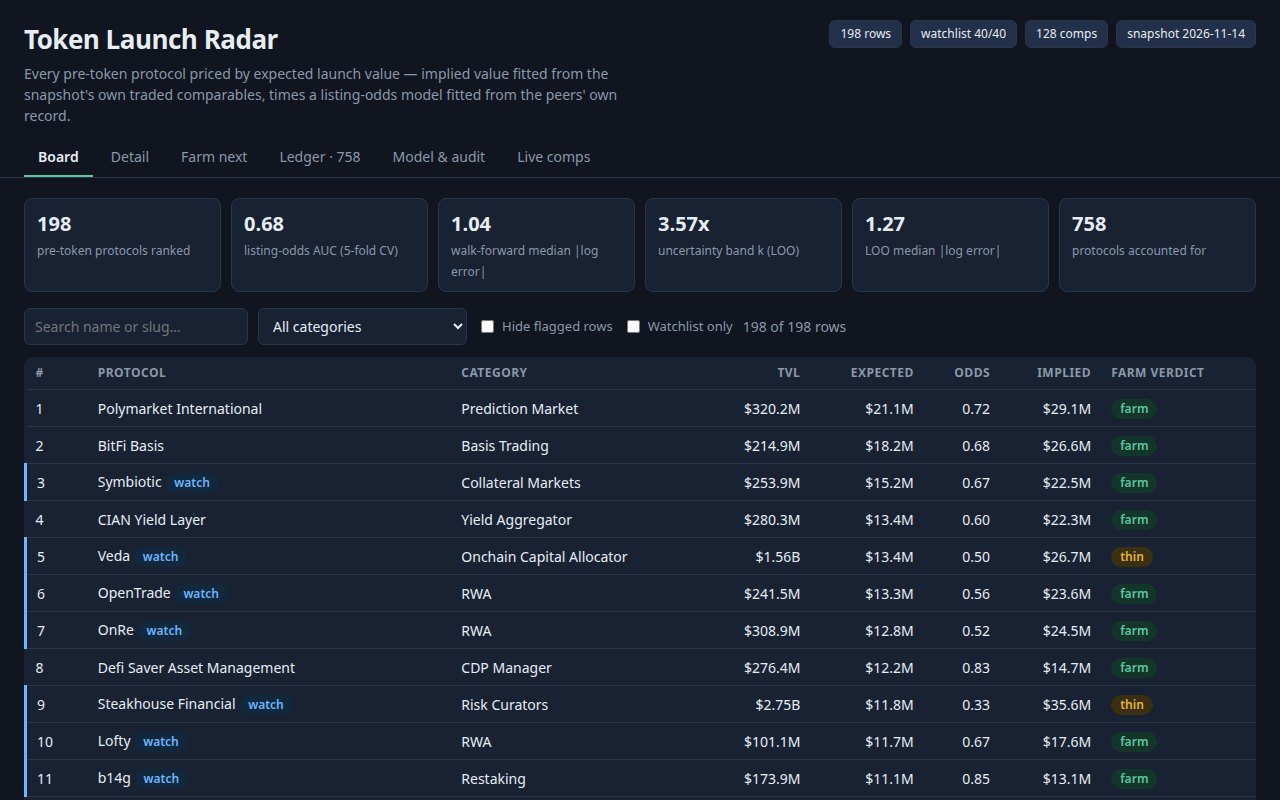 Token Launch Radar
198 rows
watchlist 40/40
128 comps
snapshot 2026-11-14
Every pre-token protocol priced by expected launch value — implied value fitted from the
snapshot's own traded comparables, times a listing-odds model fitted from the peers' own
record.
Board Detail Farm next Ledger · 758 Model & audit Live comps
198
pre-token protocols ranked
0.68
listing-odds AUC (5-fold CV)
1.04
walk-forward median |log
error|
3.57x
uncertainty band k (LOO)
1.27
LOO median |log error|
758
protocols accounted for
Search name or slug... All categories Hide flagged rows Watchlist only 198 of 198 rows
# PROTOCOL CATEGORY TVL EXPECTED ODDS IMPLIED FARM VERDICT
1 Polymarket International Prediction Market $320.2M $21.1M 0.72 $29.1M farm
2 BitFi Basis Basis Trading $214.9M $18.2M 0.68 $26.6M farm
3 Symbiotic watch Collateral Markets $253.9M $15.2M 0.67 $22.5M farm
4 CIAN Yield Layer Yield Aggregator $280.3M $13.4M 0.60 $22.3M farm
5 Veda watch Onchain Capital Allocator $1.56B $13.4M 0.50 $26.7M thin
6 OpenTrade watch RWA $241.5M $13.3M 0.56 $23.6M farm
7 OnRe watch RWA $308.9M $12.8M 0.52 $24.5M farm
8 Defi Saver Asset Management CDP Manager $276.4M $12.2M 0.83 $14.7M farm
9 Steakhouse Financial watch Risk Curators $2.75B $11.8M 0.33 $35.6M thin
10 Lofty watch RWA $101.1M $11.7M 0.67 $17.6M farm
11 b14g watch Restaking $173.9M $11.1M 0.85 $13.1M farm